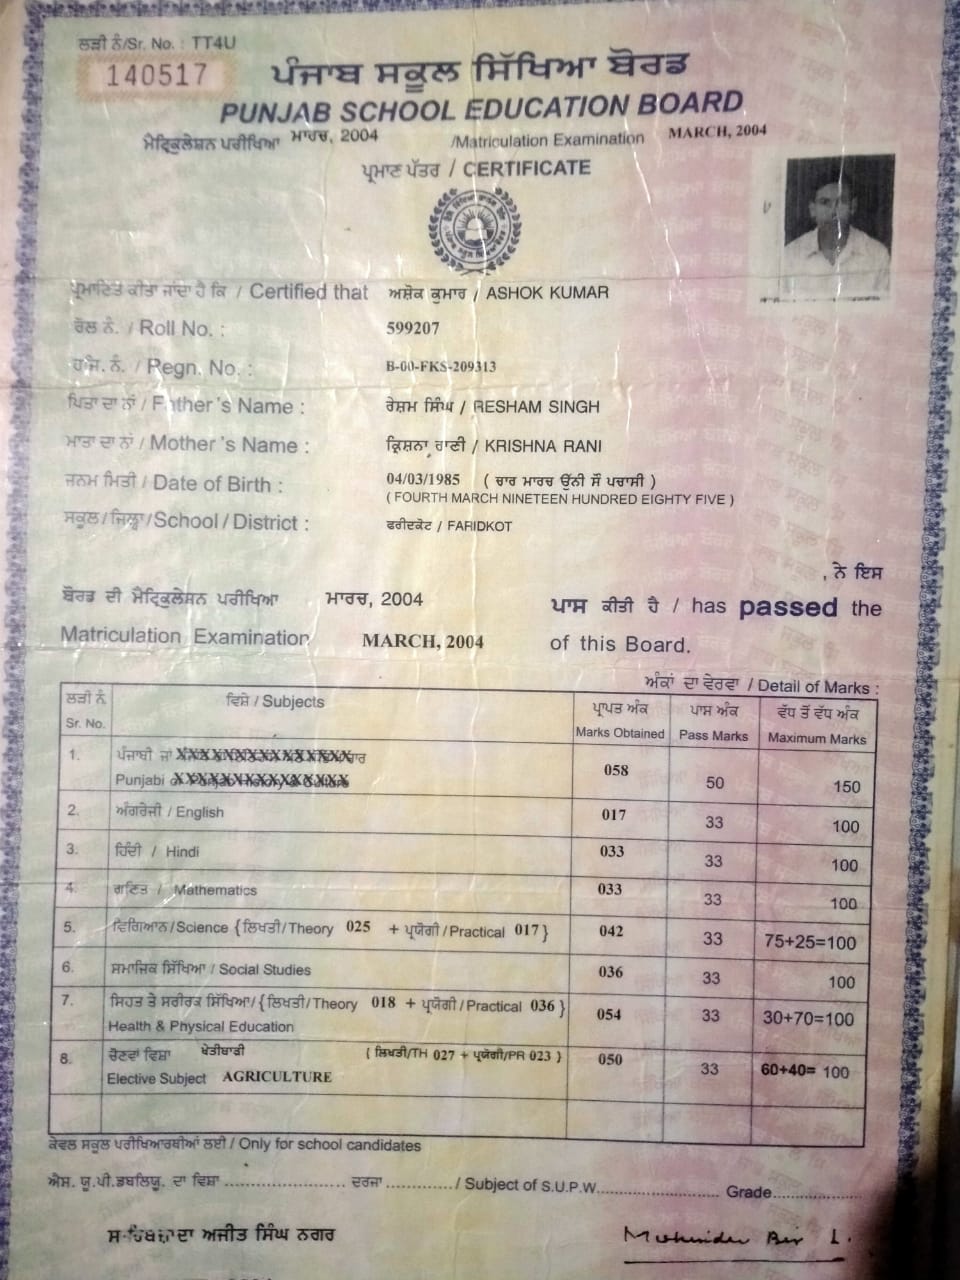 ਲੜੀ ਨੰ/Sr. No. : TT4U
140517
ਪੰਜਾਬ ਸਕੂਲ ਸਿੱਖਿਆ ਬੋਰਡ
PUNJAB SCHOOL EDUCATION BOARD
ਮੈਟ੍ਰਿਕੁਲੇਸ਼ਨ ਪਰੀਖਿਆ ਮਾਰਚ, 2004 /Matriculation Examination MARCH, 2004
ਪ੍ਰਮਾਣ ਪੱਤਰ / CERTIFICATE
ਪ੍ਰਮਾਣਿਤ ਕੀਤਾ ਜਾਂਦਾ ਹੈ ਕਿ / Certified that ਅਸ਼ੋਕ ਕੁਮਾਰ / ASHOK KUMAR
ਰੋਲ ਨੰ. / Roll No. : 599207
ਰਜਿ. ਨੰ. / Regn. No. : B-00-FKS-209313
ਪਿਤਾ ਦਾ ਨਾਂ / Father's Name : ਰੇਸ਼ਮ ਸਿੰਘ / RESHAM SINGH
ਮਾਤਾ ਦਾ ਨਾਂ / Mother's Name : ਕ੍ਰਿਸ਼ਨਾ ਰਾਣੀ / KRISHNA RANI
ਜਨਮ ਮਿਤੀ / Date of Birth : 04/03/1985 ( ਚਾਰ ਮਾਰਚ ਉੱਨੀ ਸੌ ਪਚਾਸੀ )
( FOURTH MARCH NINETEEN HUNDRED EIGHTY FIVE )
ਸਕੂਲ/ਜ਼ਿਲ੍ਹਾ/School / District : ਫਰੀਦਕੋਟ / FARIDKOT
, ਨੇ ਇਸ
ਬੋਰਡ ਦੀ ਮੈਟ੍ਰਿਕੁਲੇਸ਼ਨ ਪਰੀਖਿਆ ਮਾਰਚ, 2004 ਪਾਸ ਕੀਤੀ ਹੈ / has passed the
Matriculation Examination MARCH, 2004 of this Board.
ਅੰਕਾਂ ਦਾ ਵੇਰਵਾ / Detail of Marks :
ਲੜੀ ਨੰ. ਵਿਸ਼ੇ / Subjects ਪ੍ਰਾਪਤ ਅੰਕ ਪਾਸ ਅੰਕ ਵੱਧ ਤੋਂ ਵੱਧ ਅੰਕ
Sr. No. Marks Obtained Pass Marks Maximum Marks
1. ਪੰਜਾਬੀ ਜਾਂ XXXXXXXXXXXXXXXXX
Punjabi XXXXXXXXXXXXXXXXX 058 50 150
2. ਅੰਗਰੇਜ਼ੀ / English 017 33 100
3. ਹਿੰਦੀ / Hindi 033 33 100
4. ਗਣਿਤ / Mathematics 033 33 100
5. ਵਿਗਿਆਨ/Science {ਲਿਖਤੀ/Theory 025 + ਪ੍ਰਯੋਗੀ/Practical 017} 042 33 75+25=100
6. ਸਮਾਜਿਕ ਸਿੱਖਿਆ / Social Studies 036 33 100
7. ਸਿਹਤ ਤੇ ਸਰੀਰਕ ਸਿੱਖਿਆ/{ਲਿਖਤੀ/Theory 018 + ਪ੍ਰਯੋਗੀ/Practical 036 } 054 33 30+70=100
Health & Physical Education
8. ਚੋਣਵਾਂ ਵਿਸ਼ਾ ਖੇਤੀਬਾੜੀ { ਲਿਖਤੀ/TH 027 + ਪ੍ਰਯੋਗੀ/PR 023 } 050 33 60+40= 100
Elective Subject AGRICULTURE
ਕੇਵਲ ਸਕੂਲ ਪਰੀਖਿਆਰਥੀਆਂ ਲਈ / Only for school candidates
ਐਸ. ਯੂ.ਪੀ.ਡਬਲਿਯੂ. ਦਾ ਵਿਸ਼ਾ ...................... ਦਰਜਾ ............ / Subject of S.U.P.W...................... Grade................
ਅਜੀਤ ਸਿੰਘ ਨਗਰ